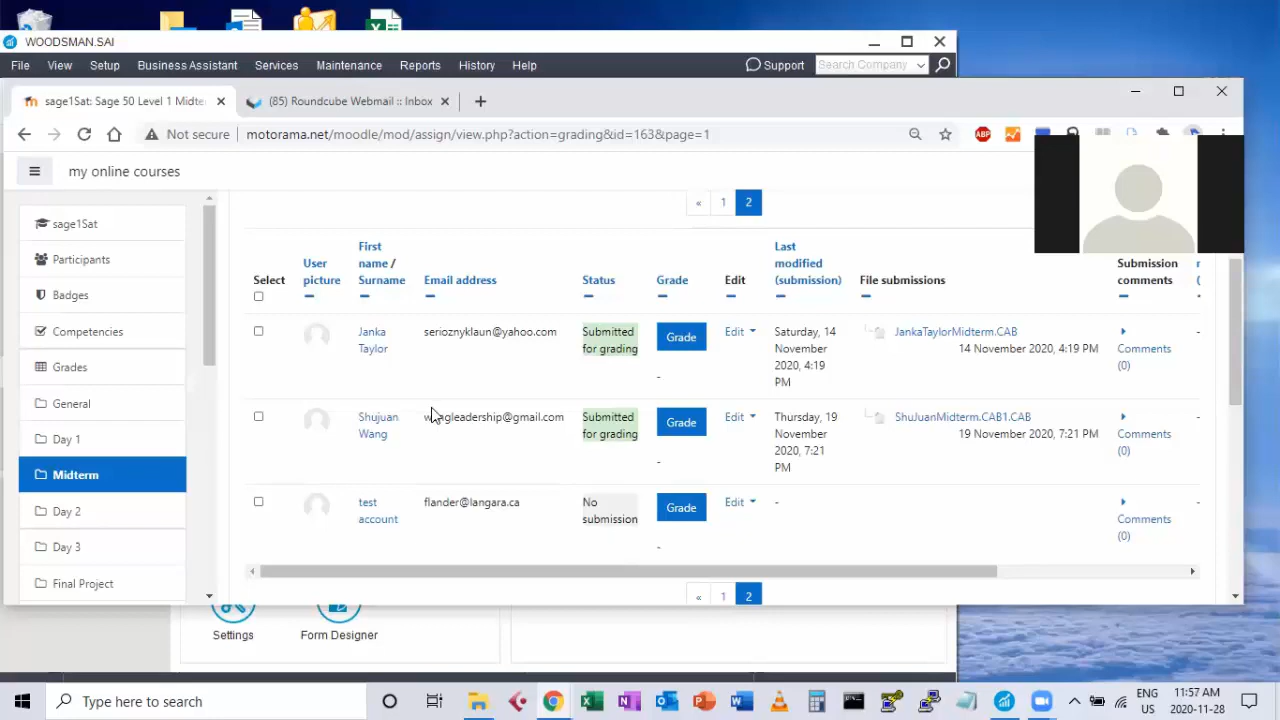 WOODSMAN.SAI
File View Setup Business Assistant Services Maintenance Reports History Help Support Search Company
sage1Sat: Sage 50 Level 1 Midte (85) Roundcube Webmail :: Inbox
Not secure motorama.net/moodle/mod/assign/view.php?action=grading&id=163&page=1
ABP
my online courses
sage1Sat
Participants
Badges
Competencies
Grades
General
Day 1
Midterm
Day 2
Day 3
Final Project
« 1 2
Select
User picture
First name / Surname
Email address
Status
Grade
Edit
Last modified (submission)
File submissions
Submission comments
Janka Taylor
serioznyklaun@yahoo.com
Submitted for grading
Grade
-
Edit
Saturday, 14 November 2020, 4:19 PM
JankaTaylorMidterm.CAB
14 November 2020, 4:19 PM
Comments (0)
-
Shujuan Wang
gleadership@gmail.com
Submitted for grading
Grade
-
Edit
Thursday, 19 November 2020, 7:21 PM
ShuJuanMidterm.CAB1.CAB
19 November 2020, 7:21 PM
Comments (0)
-
test account
flander@langara.ca
No submission
Grade
-
Edit
-
Comments (0)
-
« 1 2
Settings
Form Designer
Type here to search
ENG
US
11:57 AM
2020-11-28